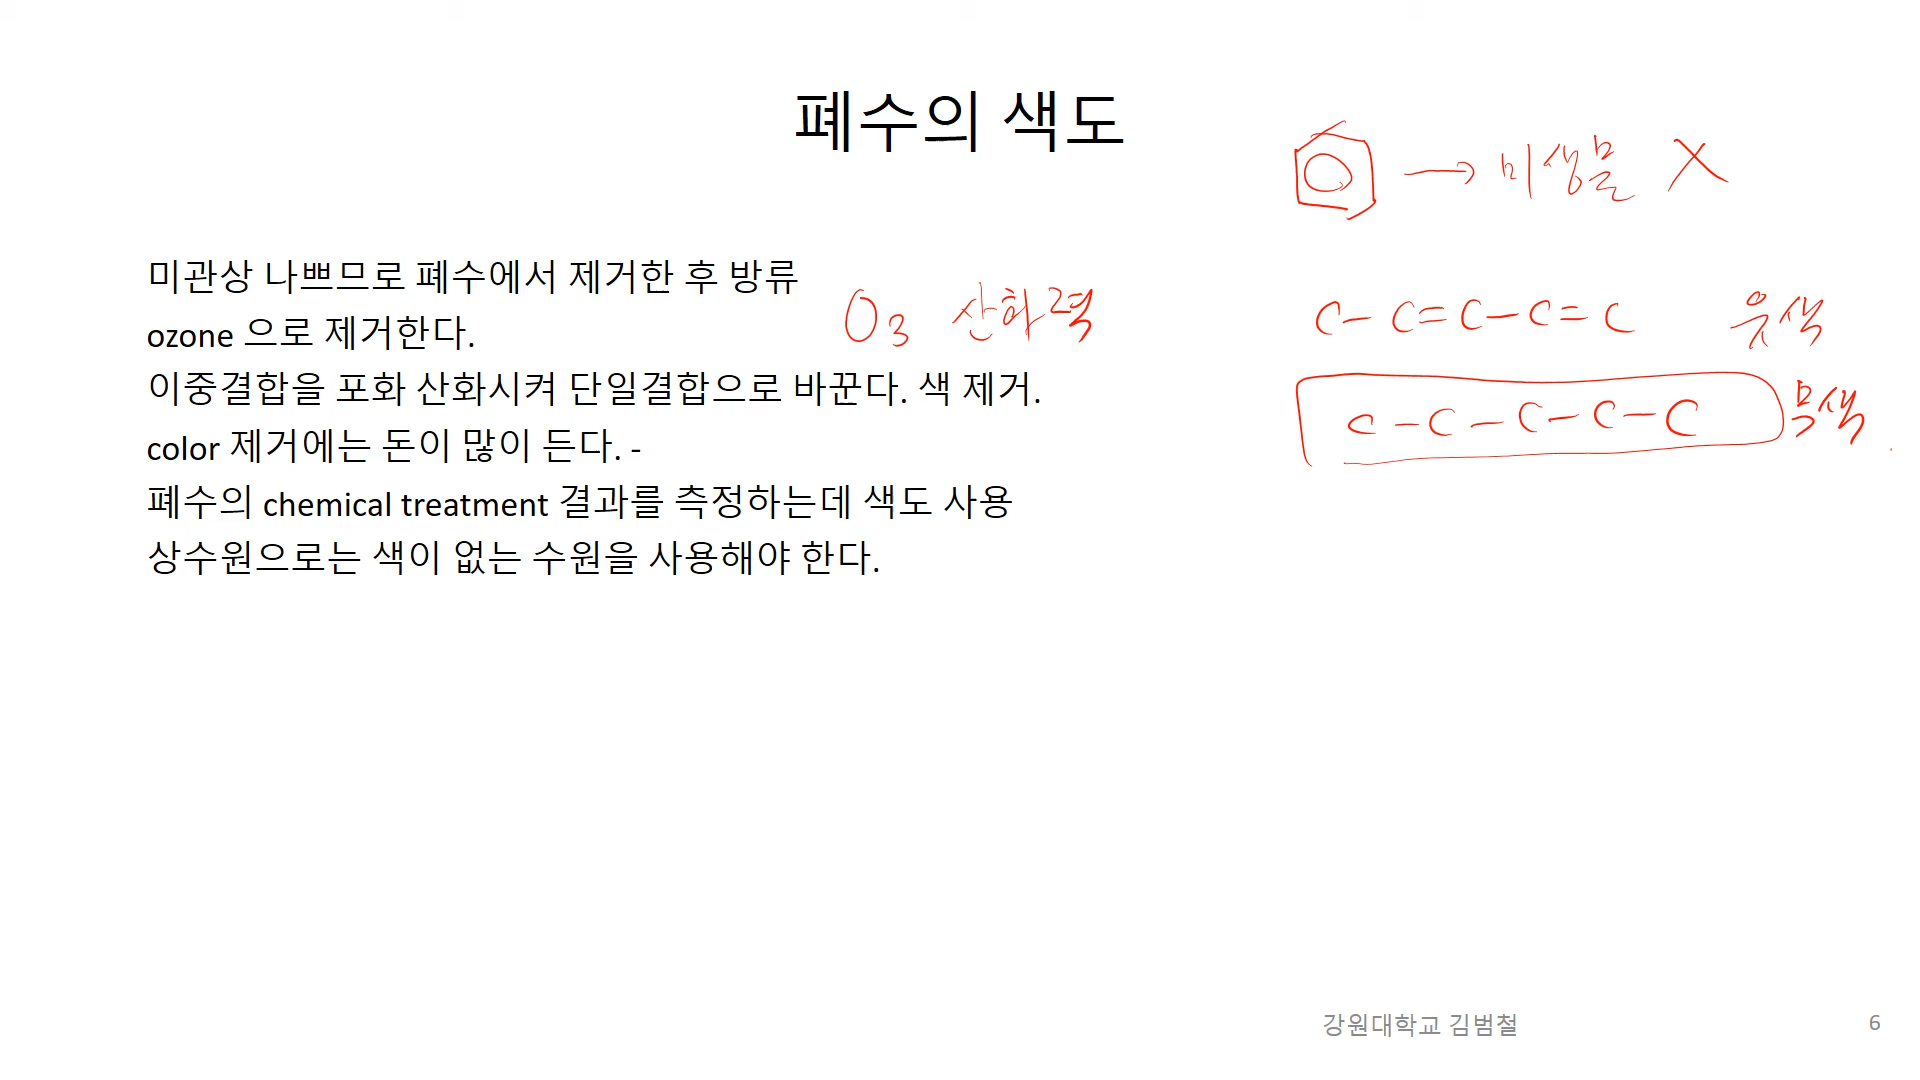 폐수의 색도
→ 미생물 X
미관상 나쁘므로 폐수에서 제거한 후 방류
ozone 으로 제거한다.
O3 산화력
C-C=C-C=C 유색
이중결합을 포화 산화시켜 단일결합으로 바꾼다. 색 제거.
C-C-C-C-C 무색
color 제거에는 돈이 많이 든다. -
폐수의 chemical treatment 결과를 측정하는데 색도 사용
상수원으로는 색이 없는 수원을 사용해야 한다.
강원대학교 김범철
6